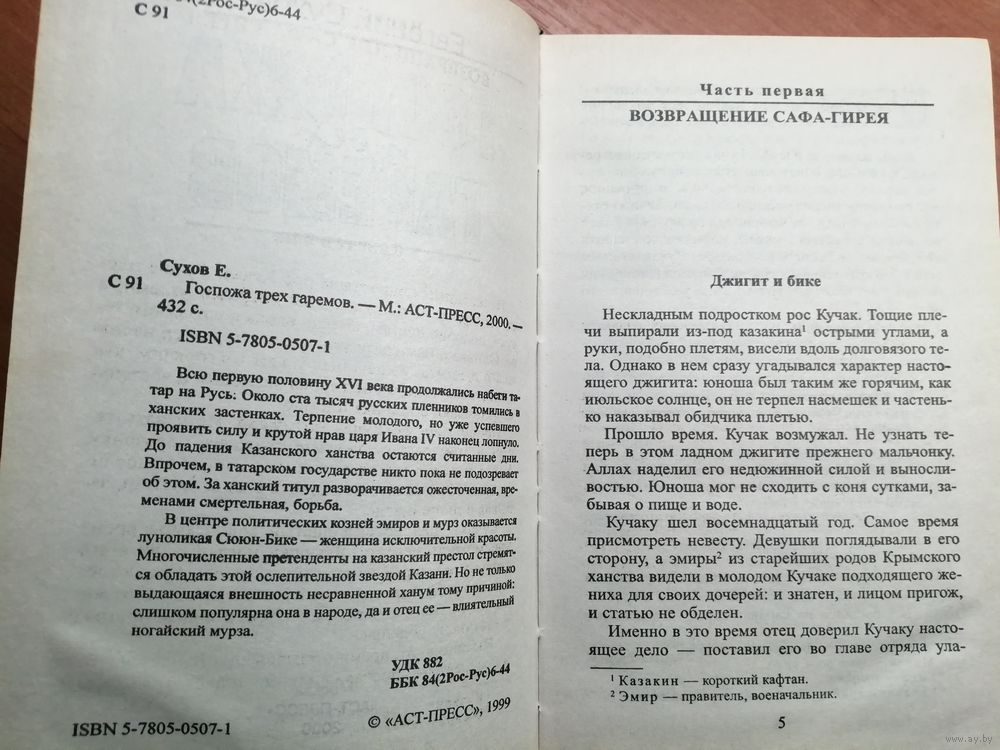 84(2Рос-Рус)6-44
С 91
Сухов Е.
С 91 Госпожа трех гаремов. — М.: АСТ-ПРЕСС, 2000. —
432 с.
ISBN 5-7805-0507-1
Всю первую половину XVI века продолжались набеги та-
тар на Русь. Около ста тысяч русских пленников томились в
ханских застенках. Терпение молодого, но уже успевшего
проявить силу и крутой нрав царя Ивана IV наконец лопнуло.
До падения Казанского ханства остаются считанные дни.
Впрочем, в татарском государстве никто пока не подозревает
об этом. За ханский титул разворачивается ожесточенная, вре-
менами смертельная, борьба.
В центре политических козней эмиров и мурз оказывается
луноликая Сююн-Бике — женщина исключительной красоты.
Многочисленные претенденты на казанский престол стремят-
ся обладать этой ослепительной звездой Казани. Но не только
выдающаяся внешность несравненной ханум тому причиной:
слишком популярна она в народе, да и отец ее — влиятельный
ногайский мурза.
УДК 882
ББК 84(2Рос-Рус)6-44
ISBN 5-7805-0507-1
© «АСТ-ПРЕСС», 1999
Часть первая
ВОЗВРАЩЕНИЕ САФА-ГИРЕЯ
Джигит и бике
Нескладным подростком рос Кучак. Тощие пле-
чи выпирали из-под казакина¹ острыми углами, а
руки, подобно плетям, висели вдоль долговязого те-
ла. Однако в нем сразу угадывался характер насто-
ящего джигита: юноша был таким же горячим, как
июльское солнце, он не терпел насмешек и частень-
ко наказывал обидчика плетью.
Прошло время. Кучак возмужал. Не узнать те-
перь в этом ладном джигите прежнего мальчонку.
Аллах наделил его недюжинной силой и выносли-
востью. Юноша мог не сходить с коня сутками, за-
бывая о пище и воде.
Кучаку шел восемнадцатый год. Самое время
присмотреть невесту. Девушки поглядывали в его
сторону, а эмиры² из старейших родов Крымского
ханства видели в молодом Кучаке подходящего же-
ниха для своих дочерей: и знатен, и лицом пригож,
и статью не обделен.
Именно в это время отец доверил Кучаку насто-
ящее дело — поставил его во главе отряда ула-
¹ Казакин — короткий кафтан.
² Эмир — правитель, военачальник.
5
www.ay.by